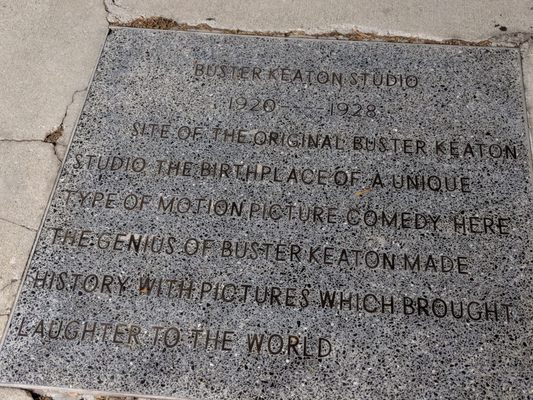 BUSTER KEATON STUDIO
1920——1928
SITE OF THE ORIGINAL BUSTER KEATON
STUDIO THE BIRTHPLACE OF A UNIQUE
TYPE OF MOTION PICTURE COMEDY HERE
THE GENIUS OF BUSTER KEATON MADE
HISTORY WITH PICTURES WHICH BROUGHT
LAUGHTER TO THE WORLD